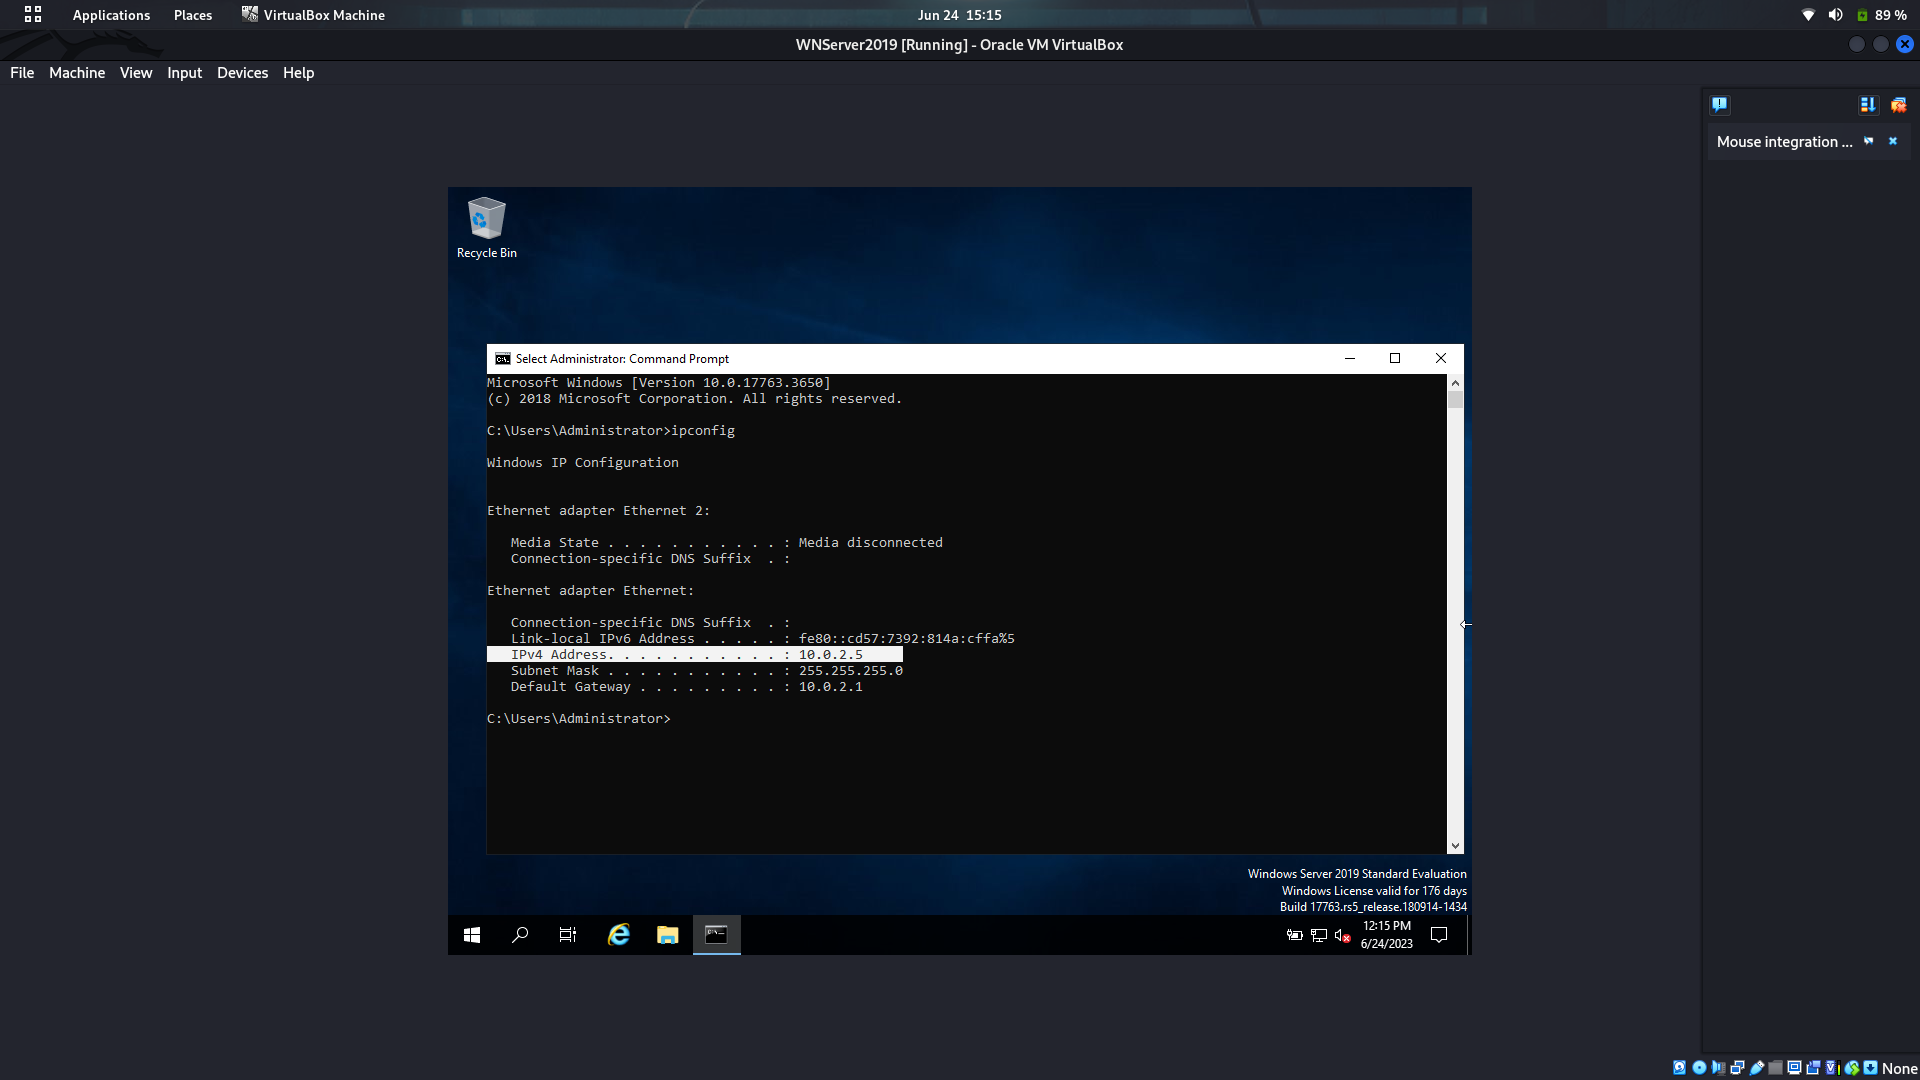 Applications Places VirtualBox Machine Jun 24 15:15 89 %
WNServer2019 [Running] - Oracle VM VirtualBox
File Machine View Input Devices Help
Mouse integration ...
Recycle Bin
Select Administrator: Command Prompt
Microsoft Windows [Version 10.0.17763.3650]
(c) 2018 Microsoft Corporation. All rights reserved.
C:\Users\Administrator>ipconfig
Windows IP Configuration
Ethernet adapter Ethernet 2:
Media State . . . . . . . . . . . : Media disconnected
Connection-specific DNS Suffix . :
Ethernet adapter Ethernet:
Connection-specific DNS Suffix . :
Link-local IPv6 Address . . . . . : fe80::cd57:7392:814a:cffa%5
IPv4 Address. . . . . . . . . . . : 10.0.2.5
Subnet Mask . . . . . . . . . . . : 255.255.255.0
Default Gateway . . . . . . . . . : 10.0.2.1
C:\Users\Administrator>
Windows Server 2019 Standard Evaluation
Windows License valid for 176 days
Build 17763.rs5_release.180914-1434
12:15 PM
6/24/2023
None